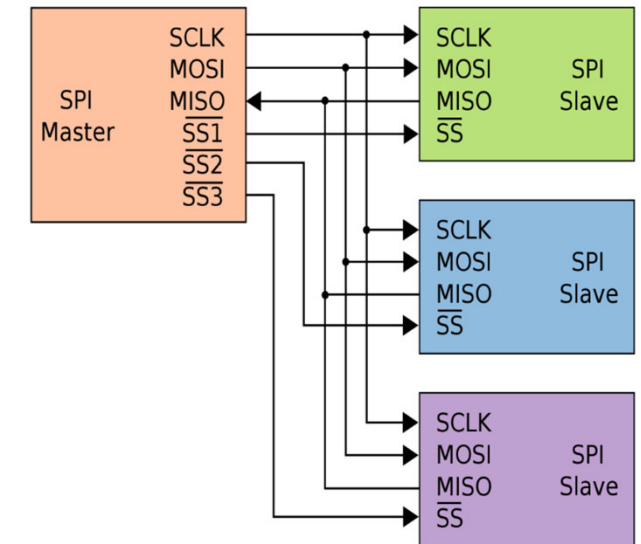 SCLK
MOSI
MISO
SS1
SS2
SS3
SPI
Master
SCLK
MOSI
MISO
SS
SPI
Slave
SCLK
MOSI
MISO
SS
SPI
Slave
SCLK
MOSI
MISO
SS
SPI
Slave